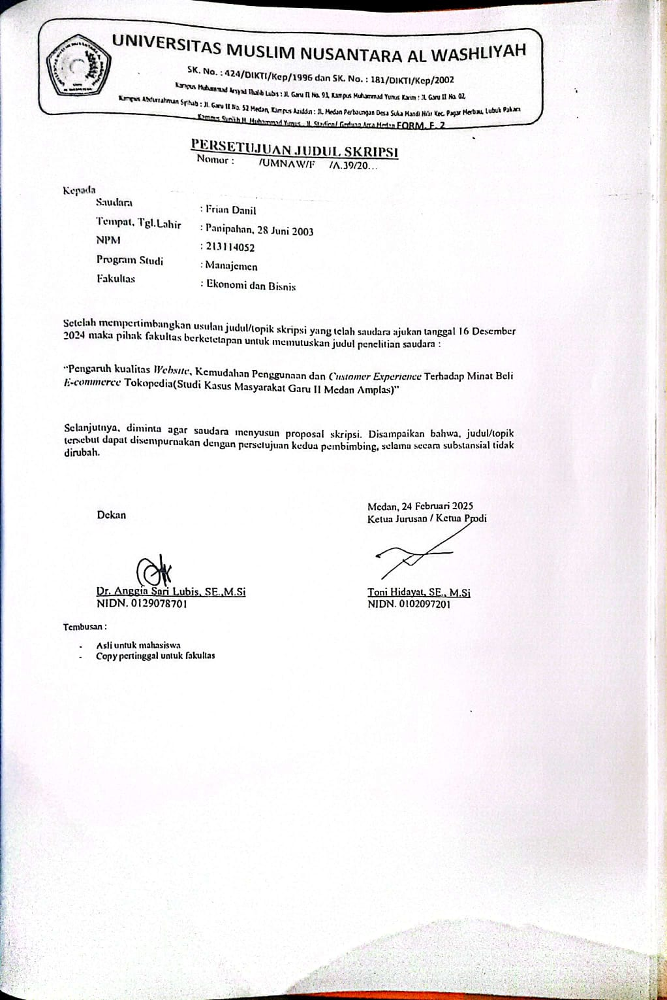 UNIVERSITAS MUSLIM NUSANTARA AL WASHLIYAH
SK. No. : 424/DIKTI/Kep/1996 dan SK. No. : 181/DIKTI/Kep/2002
Kampus Muhammad Arsyad Thalib Lubis : Jl. Garu II No. 93, Kampus Muhammad Yunus Karim : Jl. Garu II No. 02,
Kampus Abdurrahman Syihab : Jl. Garu II No. 52 Medan, Kampus Aziddin : Jl. Medan Perbaungan Desa Suka Mandi Hilir Kec. Pagar Merbau, Lubuk Pakam
Kampus H. Muhammad Yunus, Jl. Stadion/ Gedung Arca Medan FORM. F. 2
PERSETUJUAN JUDUL SKRIPSI
Nomor : /UMNAW/F /A.39/20...
Kepada
Saudara : Frian Danil
Tempat, Tgl.Lahir : Panipahan, 28 Juni 2003
NPM : 213114052
Program Studi : Manajemen
Fakultas : Ekonomi dan Bisnis
Setelah mempertimbangkan usulan judul/topik skripsi yang telah saudara ajukan tanggal 16 Desember
2024 maka pihak fakultas berketetapan untuk memutuskan judul penelitian saudara :
"Pengaruh kualitas Website, Kemudahan Penggunaan dan Customer Experience Terhadap Minat Beli
E-commerce Tokopedia(Studi Kasus Masyarakat Garu II Medan Amplas)"
Selanjutnya, diminta agar saudara menyusun proposal skripsi. Disampaikan bahwa, judul/topik
tersebut dapat disempurnakan dengan persetujuan kedua pembimbing, selama secara substansial tidak
dirubah.
Medan, 24 Februari 2025
Dekan
Ketua Jurusan / Ketua Prodi
Dr. Anggia Sari Lubis, SE.,M.Si
NIDN. 0129078701
Toni Hidayat, SE., M.Si
NIDN. 0102097201
Tembusan :
- Asli untuk mahasiswa
- Copy pertinggal untuk fakultas